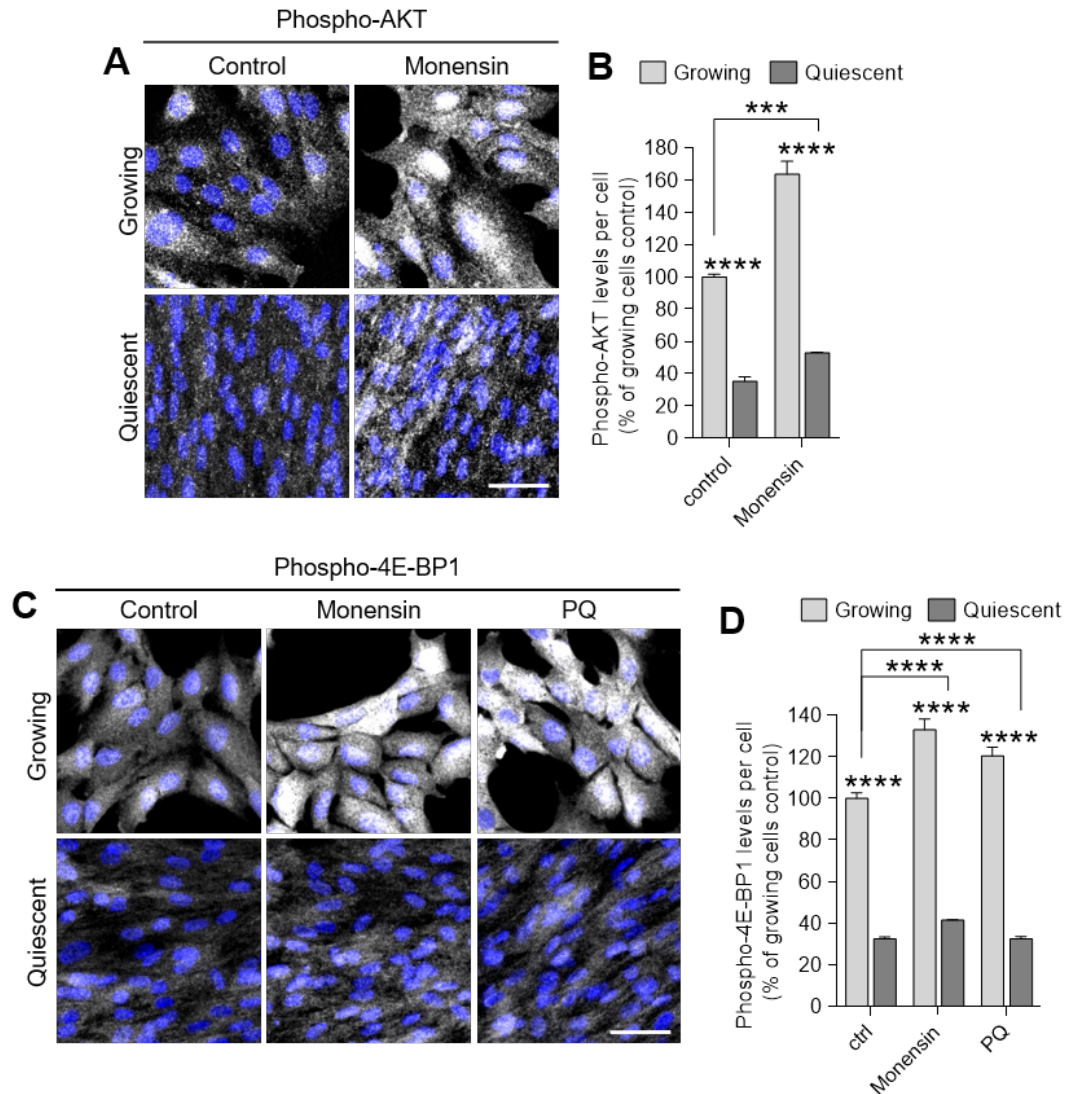 Phospho-AKT
A
Control Monensin
Growing
Quiescent
B
Growing Quiescent
***
****
****
180
160
140
120
100
80
60
40
20
0
Phospho-AKT levels per cell
(% of growing cells control)
control
Monensin
Phospho-4E-BP1
C
Control Monensin PQ
Growing
Quiescent
D
Growing Quiescent
****
****
****
****
****
140
120
100
80
60
40
20
0
Phospho-4E-BP1 levels per cell
(% of growing cells control)
ctrl
Monensin
PQ